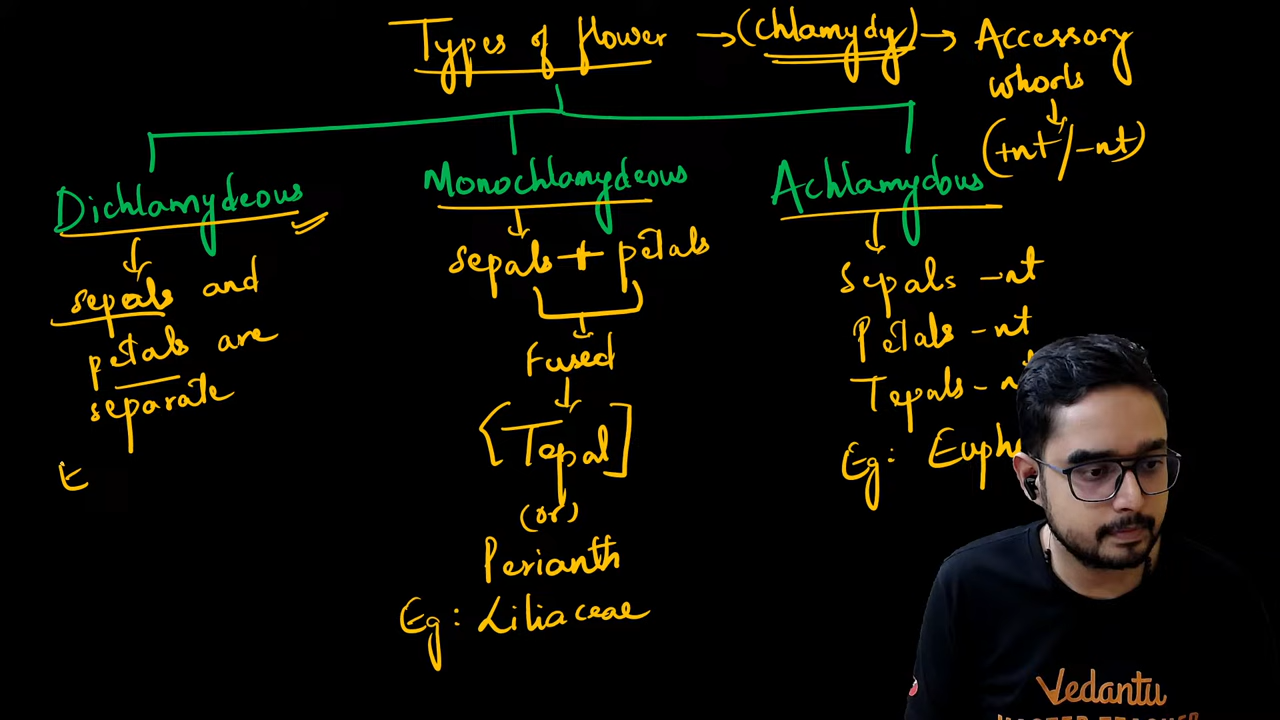 Types of flower → (Chlamydy) → Accessory
whorls
(+nt/-nt)
Dichlamydeous
sepals and
petals are
separate
E
Monochlamydeous
sepals + petals
Fused
[Tepal]
(or)
Perianth
Eg: Liliaceae
Achlamydous
Sepals -nt
Petals - nt
Tepals -
Eg:
Vedantu